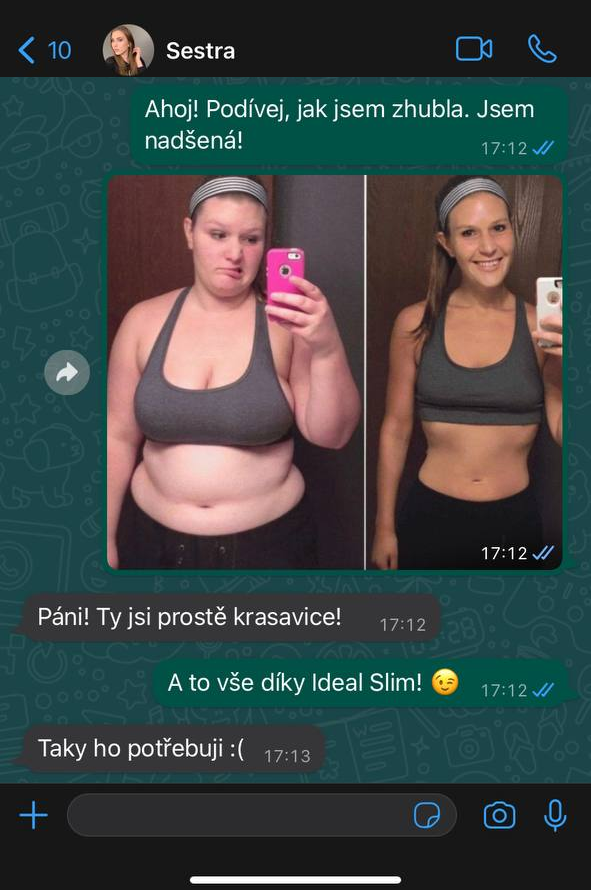 10
Sestra
Ahoj! Podívej, jak jsem zhubla. Jsem
nadšená!
17:12
17:12
Páni! Ty jsi prostě krasavice!
17:12
A to vše díky Ideal Slim! 😉
17:12
Taky ho potřebuji :(
17:13